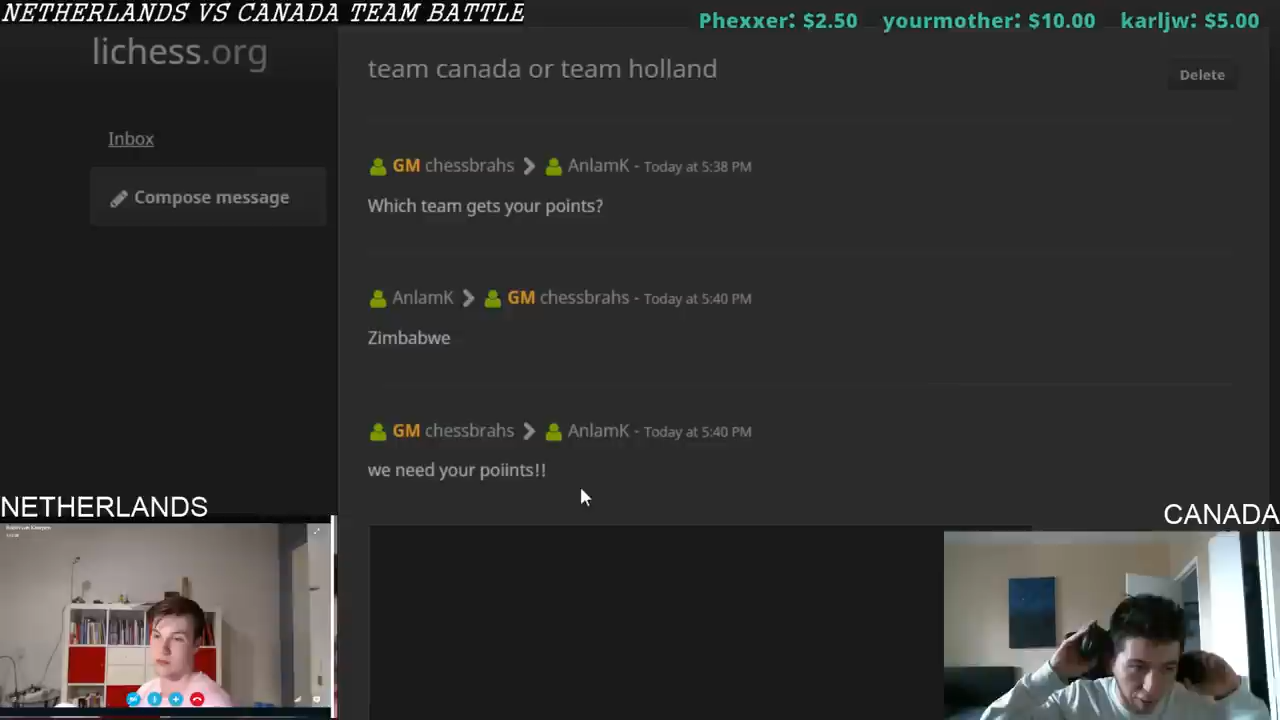 NETHERLANDS VS CANADA TEAM BATTLE
Phexxer: $2.50 yourmother: $10.00 karljw: $5.00
lichess.org
team canada or team holland
Delete
Inbox
Compose message
GM chessbrahs > AnlamK - Today at 5:38 PM
Which team gets your points?
AnlamK > GM chessbrahs - Today at 5:40 PM
Zimbabwe
GM chessbrahs > AnlamK - Today at 5:40 PM
we need your poiints!!
NETHERLANDS
CANADA